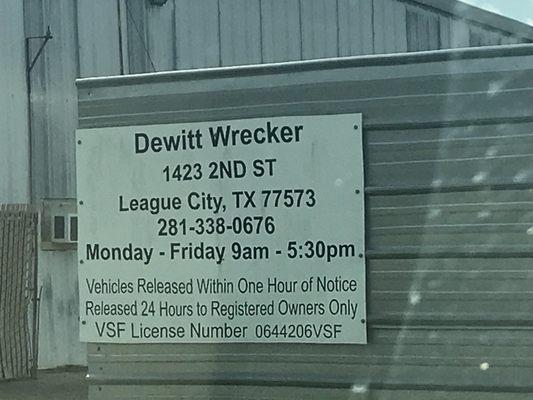 Dewitt Wrecker
1423 2ND ST
League City, TX 77573
281-338-0676
Monday - Friday 9am - 5:30pm
Vehicles Released Within One Hour of Notice
Released 24 Hours to Registered Owners Only
VSF License Number 0644206VSF